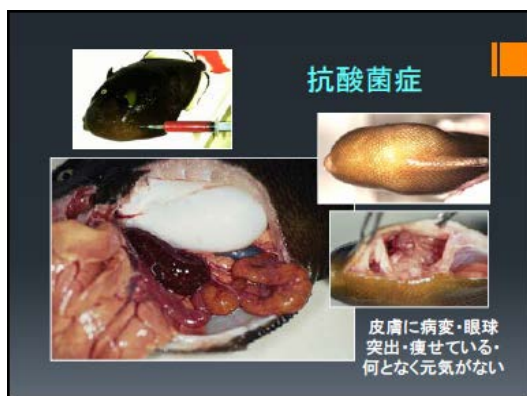 抗酸菌症
皮膚に病変・眼球
突出・痩せている・
何となく元気がない